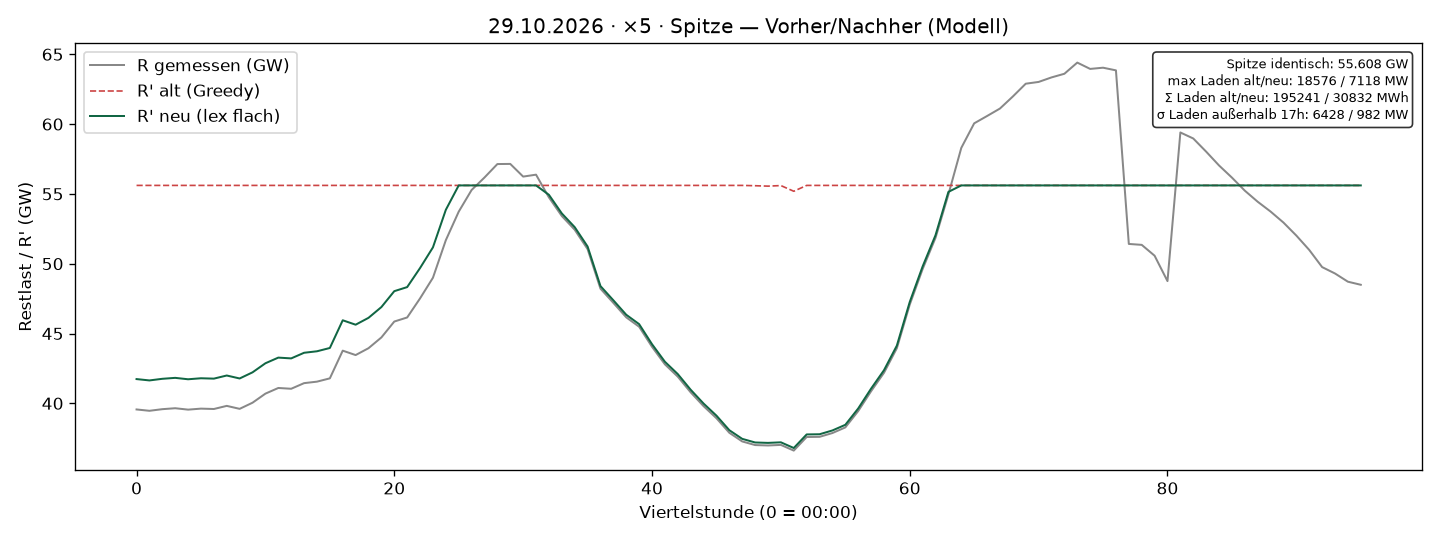 29.10.2026 · ×5 · Spitze — Vorher/Nachher (Modell)
R gemessen (GW)
R' alt (Greedy)
R' neu (lex flach)
Spitze identisch: 55.608 GW
max Laden alt/neu: 18576 / 7118 MW
Σ Laden alt/neu: 195241 / 30832 MWh
σ Laden außerhalb 17h: 6428 / 982 MW
Restlast / R' (GW)
65
60
55
50
45
40
0 20 40 60 80
Viertelstunde (0 = 00:00)